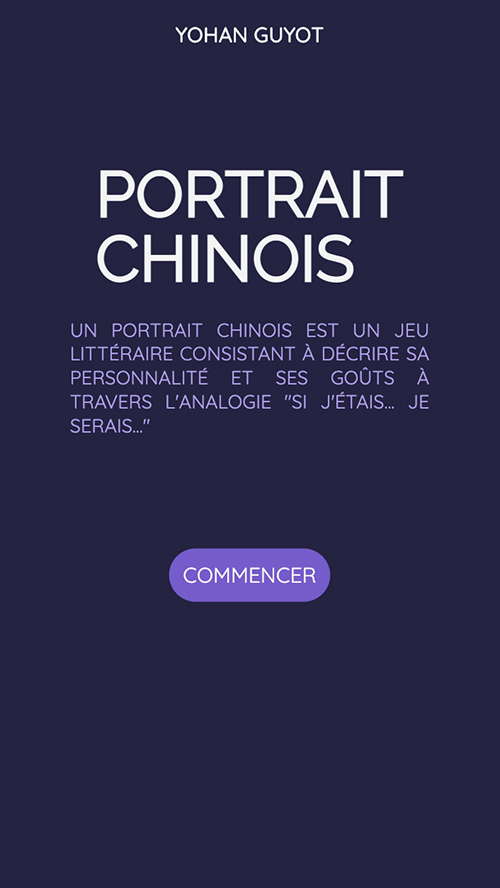 YOHAN GUYOT
PORTRAIT
CHINOIS
UN PORTRAIT CHINOIS EST UN JEU
LITTÉRAIRE CONSISTANT À DÉCRIRE SA
PERSONNALITÉ ET SES GOÛTS À
TRAVERS L'ANALOGIE "SI J'ÉTAIS... JE
SERAIS..."
COMMENCER